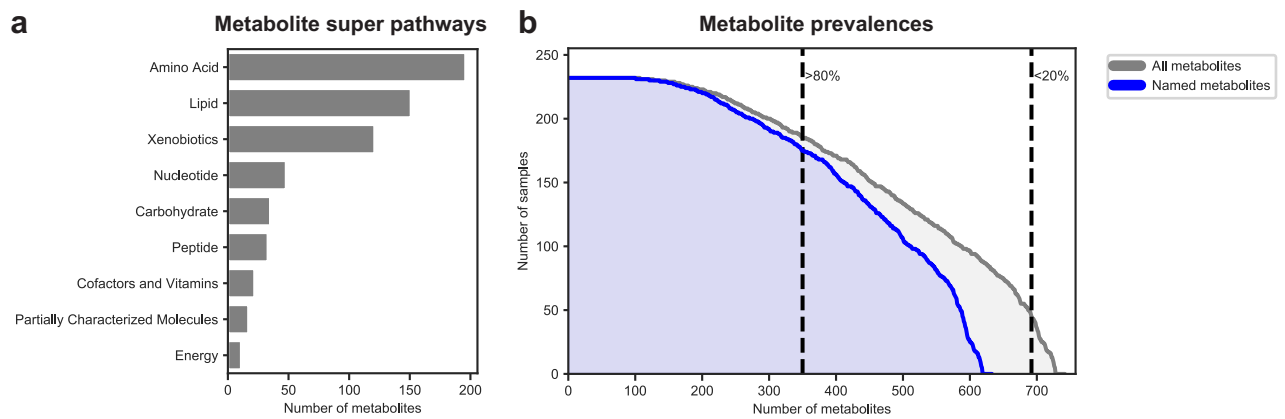 a
Metabolite super pathways
Amino Acid
Lipid
Xenobiotics
Nucleotide
Carbohydrate
Peptide
Cofactors and Vitamins
Partially Characterized Molecules
Energy
0 50 100 150 200
Number of metabolites
b
Metabolite prevalences
250
200
150
100
50
0
Number of samples
>80%
<20%
0 100 200 300 400 500 600 700
Number of metabolites
All metabolites
Named metabolites